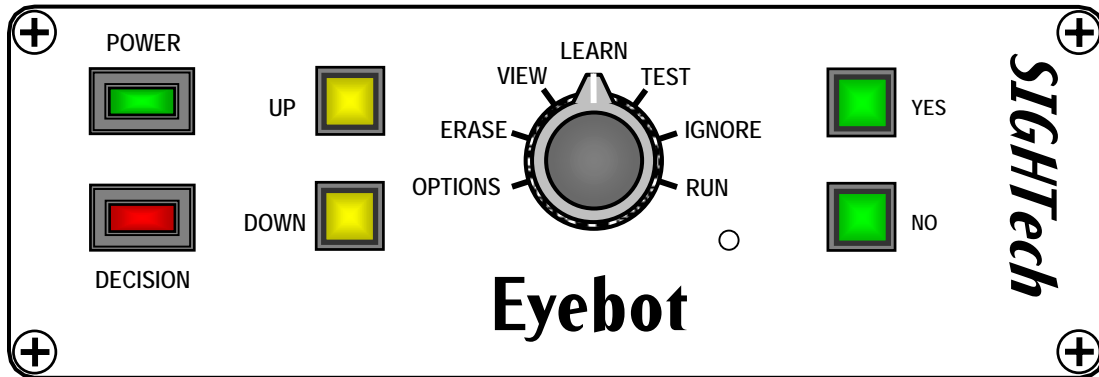 POWER
DECISION
UP
DOWN
LEARN
VIEW
TEST
ERASE
IGNORE
OPTIONS
RUN
YES
NO
Eyebot
SIGHTech